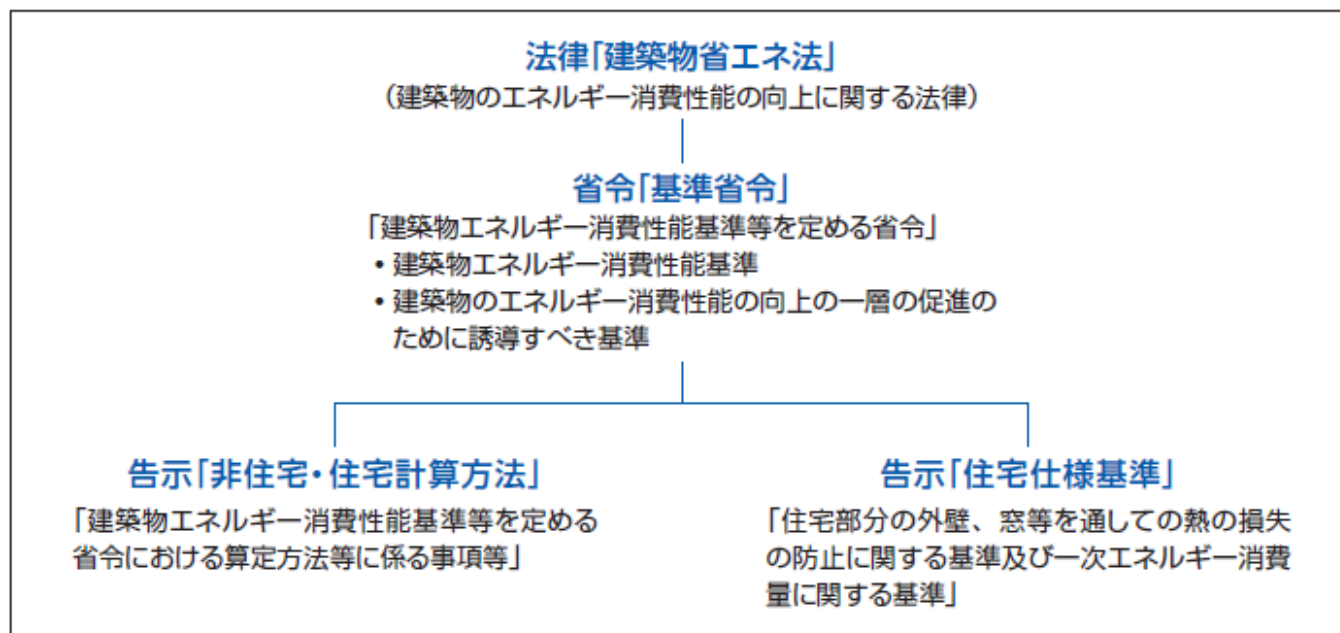 法律「建築物省エネ法」
（建築物のエネルギー消費性能の向上に関する法律）
省令「基準省令」
「建築物エネルギー消費性能基準等を定める省令」
・建築物エネルギー消費性能基準
・建築物のエネルギー消費性能の向上の一層の促進の
ために誘導すべき基準
告示「非住宅・住宅計算方法」
「建築物エネルギー消費性能基準等を定める
省令における算定方法等に係る事項等」
告示「住宅仕様基準」
「住宅部分の外壁、窓等を通しての熱の損失
の防止に関する基準及び一次エネルギー消費
量に関する基準」